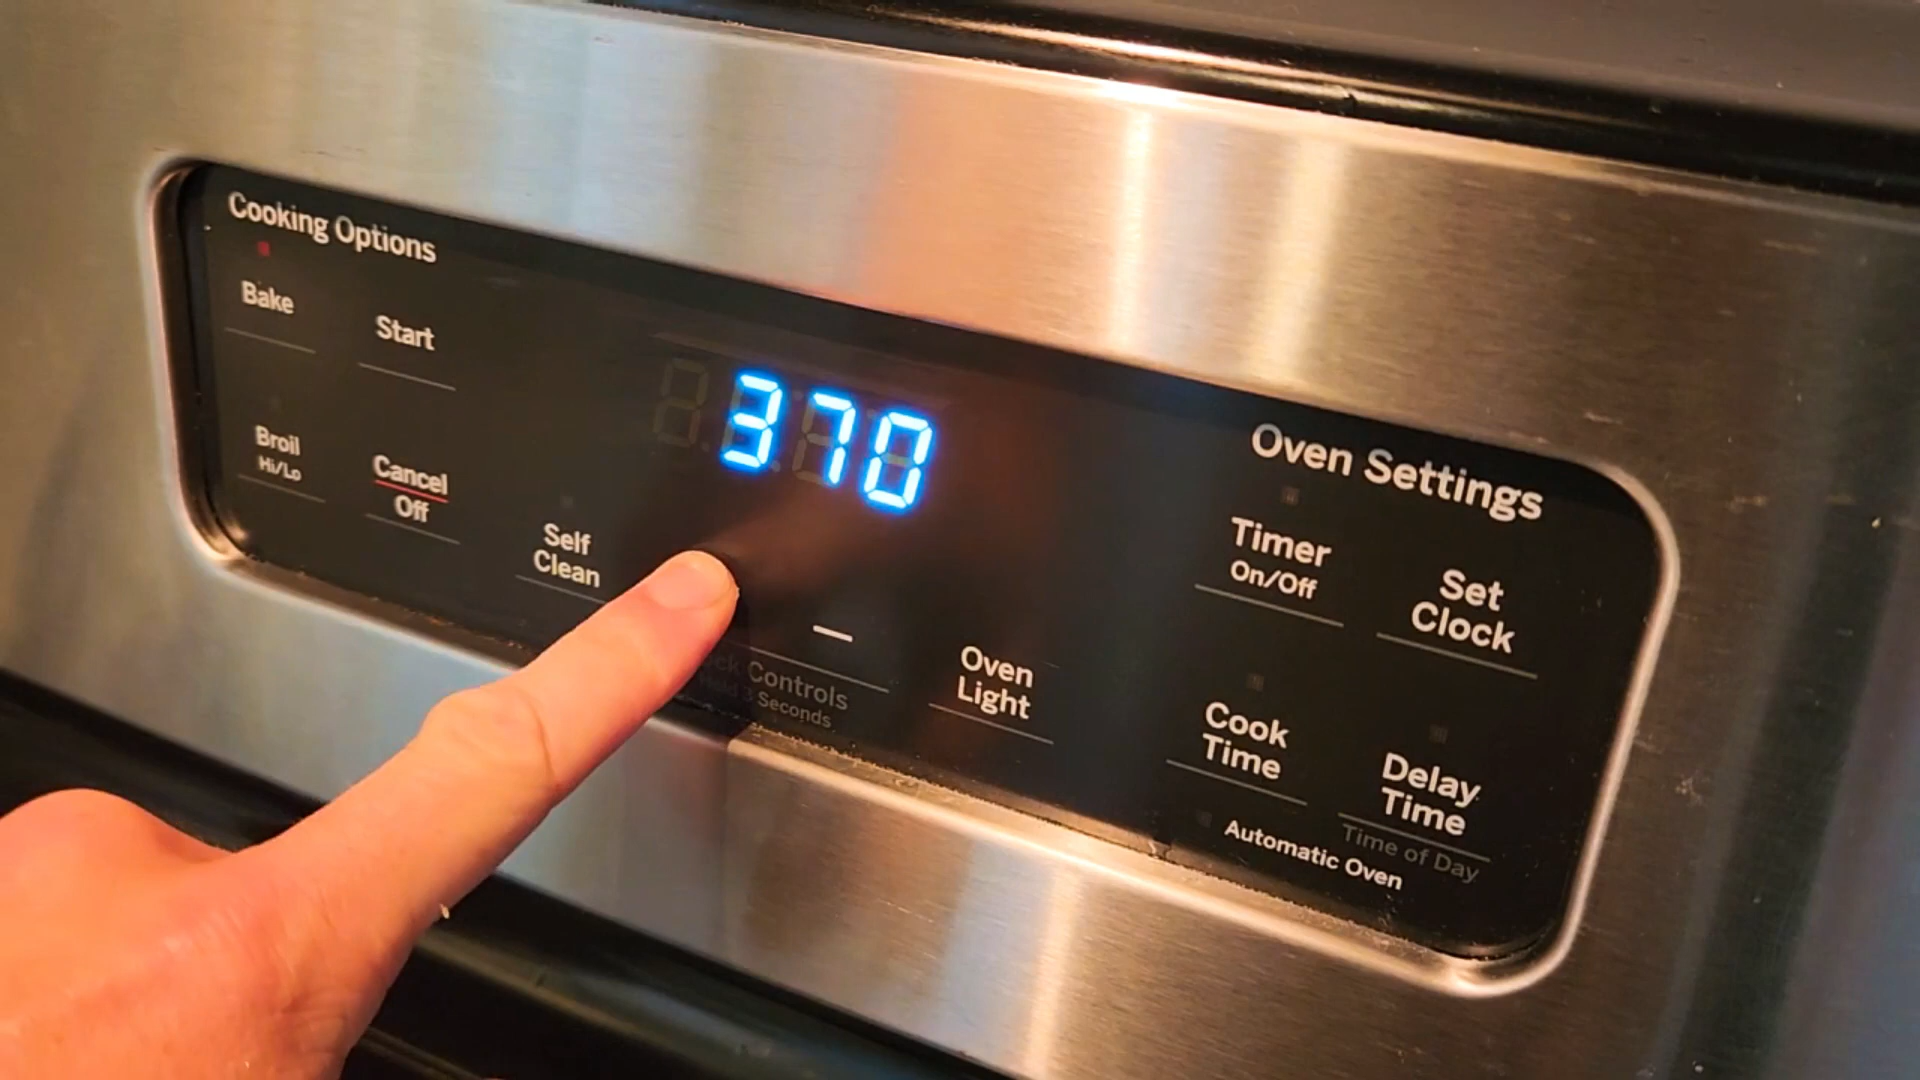 Cooking Options
Bake
Start
370
Broil
Hi/Lo
Cancel
Off
Self
Clean
—
Controls
3 Seconds
Oven
Light
Oven Settings
Timer
On/Off
Set
Clock
Cook
Time
Delay
Time
Time of Day
Automatic Oven